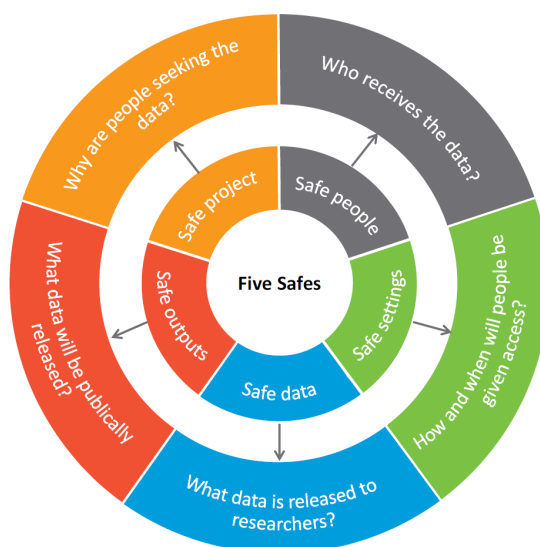 Five Safes
Safe project
Safe people
Safe settings
Safe data
Safe outputs
Why are people seeking the
data?
Who receives the data?
How and when will people be
given access?
What data is released to
researchers?
What data will be publically
released?